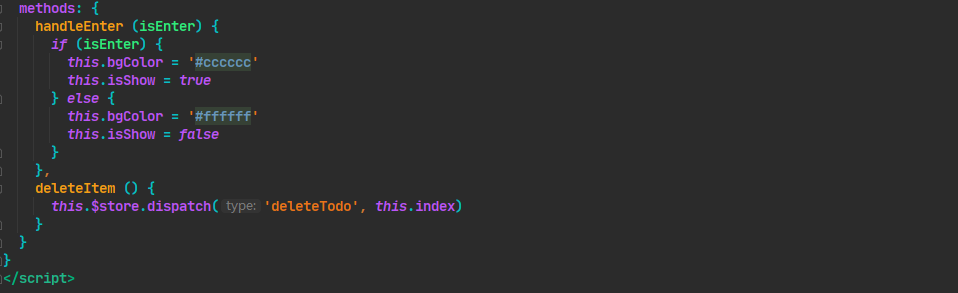 methods: {
  handleEnter (isEnter) {
    if (isEnter) {
      this.bgColor = '#cccccc'
      this.isShow = true
    } else {
      this.bgColor = '#ffffff'
      this.isShow = false
    }
  },
  deleteItem () {
    this.$store.dispatch( type: 'deleteTodo', this.index)
  }
}
}
</script>